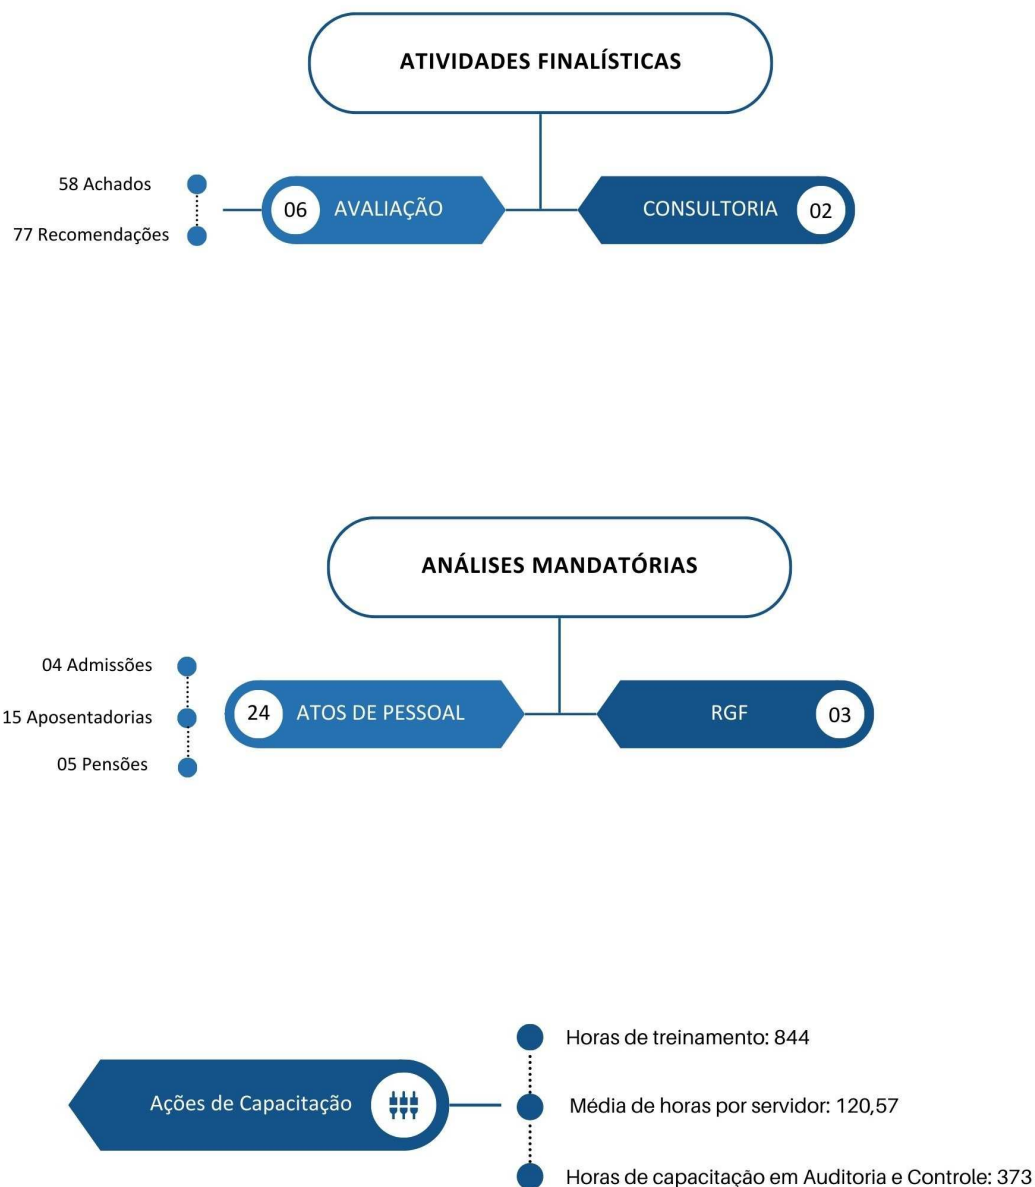 ATIVIDADES FINALÍSTICAS
58 Achados
77 Recomendações
06 AVALIAÇÃO
CONSULTORIA 02
ANÁLISES MANDATÓRIAS
04 Admissões
15 Aposentadorias
05 Pensões
24 ATOS DE PESSOAL
RGF 03
Ações de Capacitação
Horas de treinamento: 844
Média de horas por servidor: 120,57
Horas de capacitação em Auditoria e Controle: 373